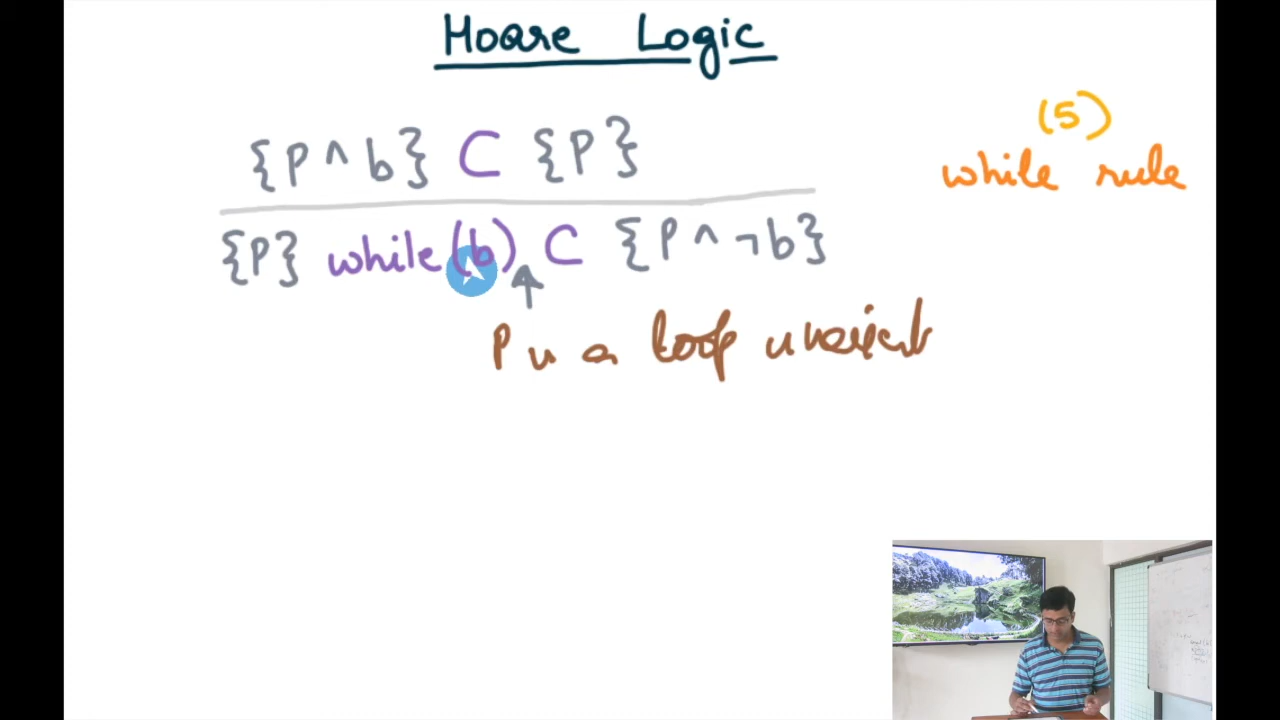 Hoare Logic
(5)
{P ∧ b} C {P}
while rule
{P} while (b) C {P ∧ ¬b}
P is a loop invariant